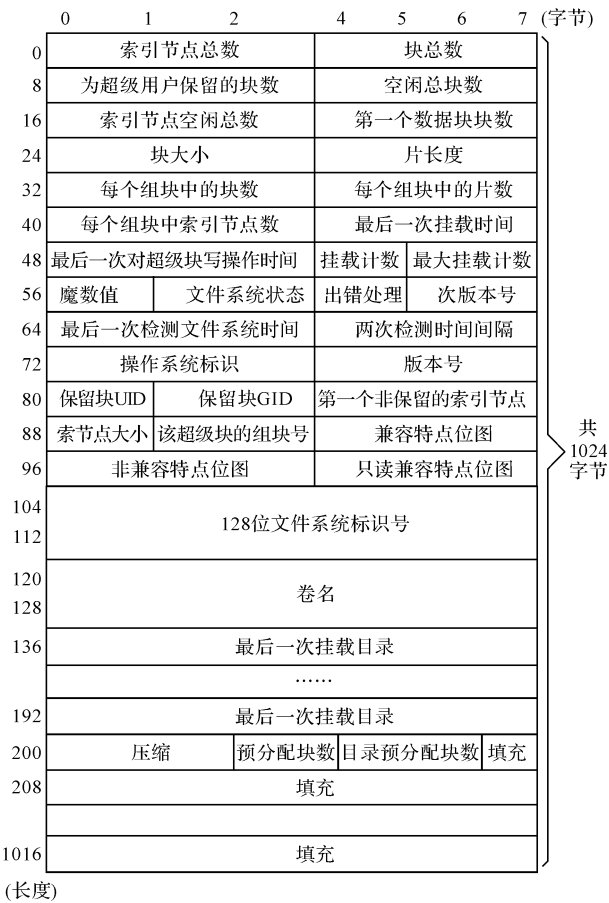 0 1 2 4 5 6 7 (字节)
0 索引节点总数 块总数
8 为超级用户保留的块数 空闲总块数
16 索引节点空闲总数 第一个数据块块数
24 块大小 片长度
32 每个组块中的块数 每个组块中的片数
40 每个组块中索引节点数 最后一次挂载时间
48 最后一次对超级块写操作时间 挂载计数 最大挂载计数
56 魔数值 文件系统状态 出错处理 次版本号
64 最后一次检测文件系统时间 两次检测时间间隔
72 操作系统标识 版本号
80 保留块UID 保留块GID 第一个非保留的索引节点
88 索节点大小 该超级块的组块号 兼容特点位图
96 非兼容特点位图 只读兼容特点位图
共
1024
字节
104
112
128位文件系统标识号
120
128
卷名
136 最后一次挂载目录
……
192 最后一次挂载目录
200 压缩 预分配块数 目录预分配块数 填充
208 填充
1016 填充
(长度)